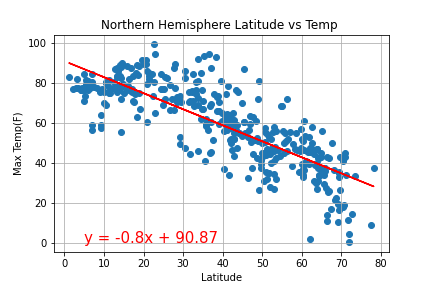 Northern Hemisphere Latitude vs Temp
Max Temp(F)
100
80
60
40
20
0
y = -0.8x + 90.87
0 10 20 30 40 50 60 70 80
Latitude